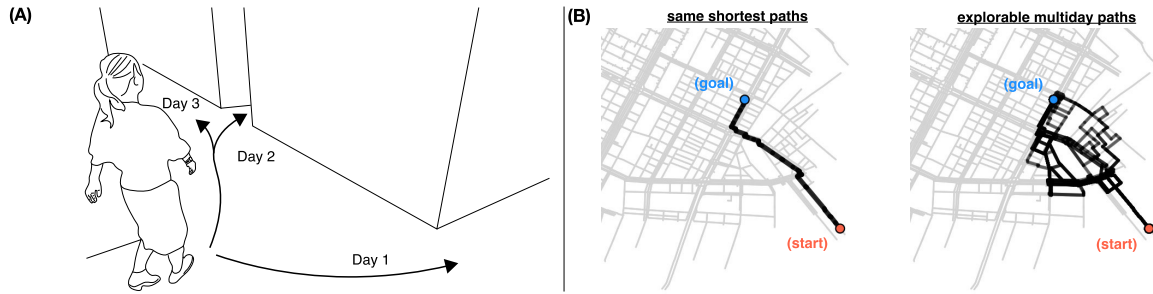 (A)
Day 3
Day 2
Day 1
(B)
same shortest paths
(goal)
(start)
explorable multiday paths
(goal)
(start)